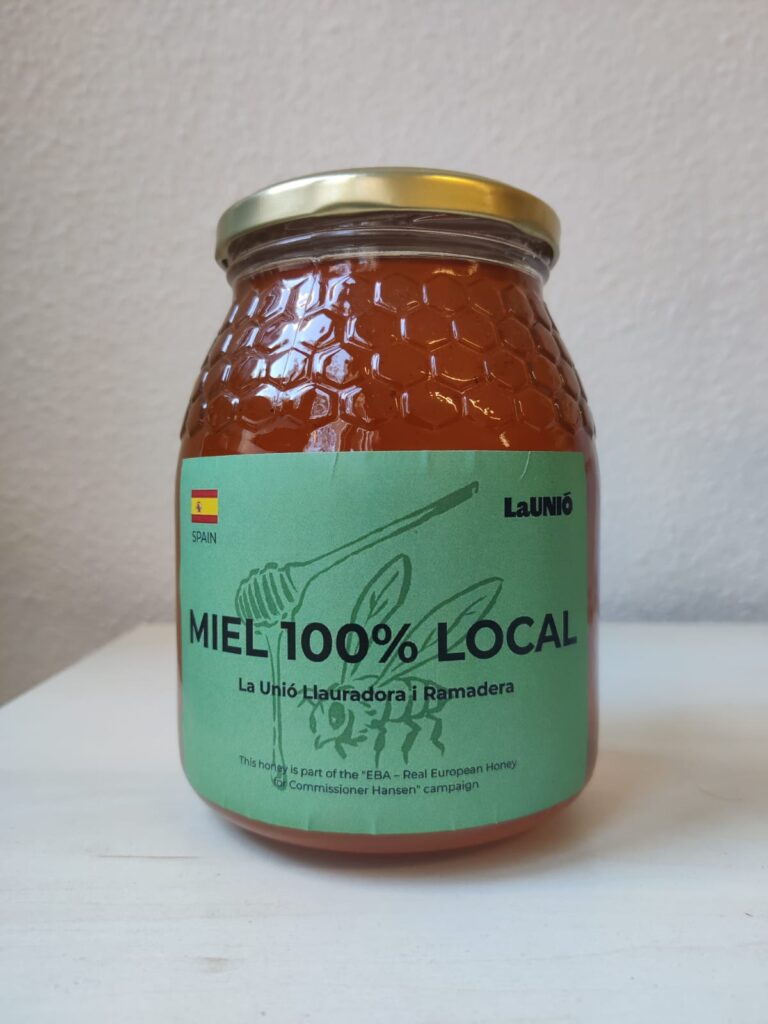 SPAIN
LaUNIÓ
MIEL 100% LOCAL
La Unió Llauradora i Ramadera
This honey is part of the "EBA – Real European Honey
for Commissioner Hansen" campaign